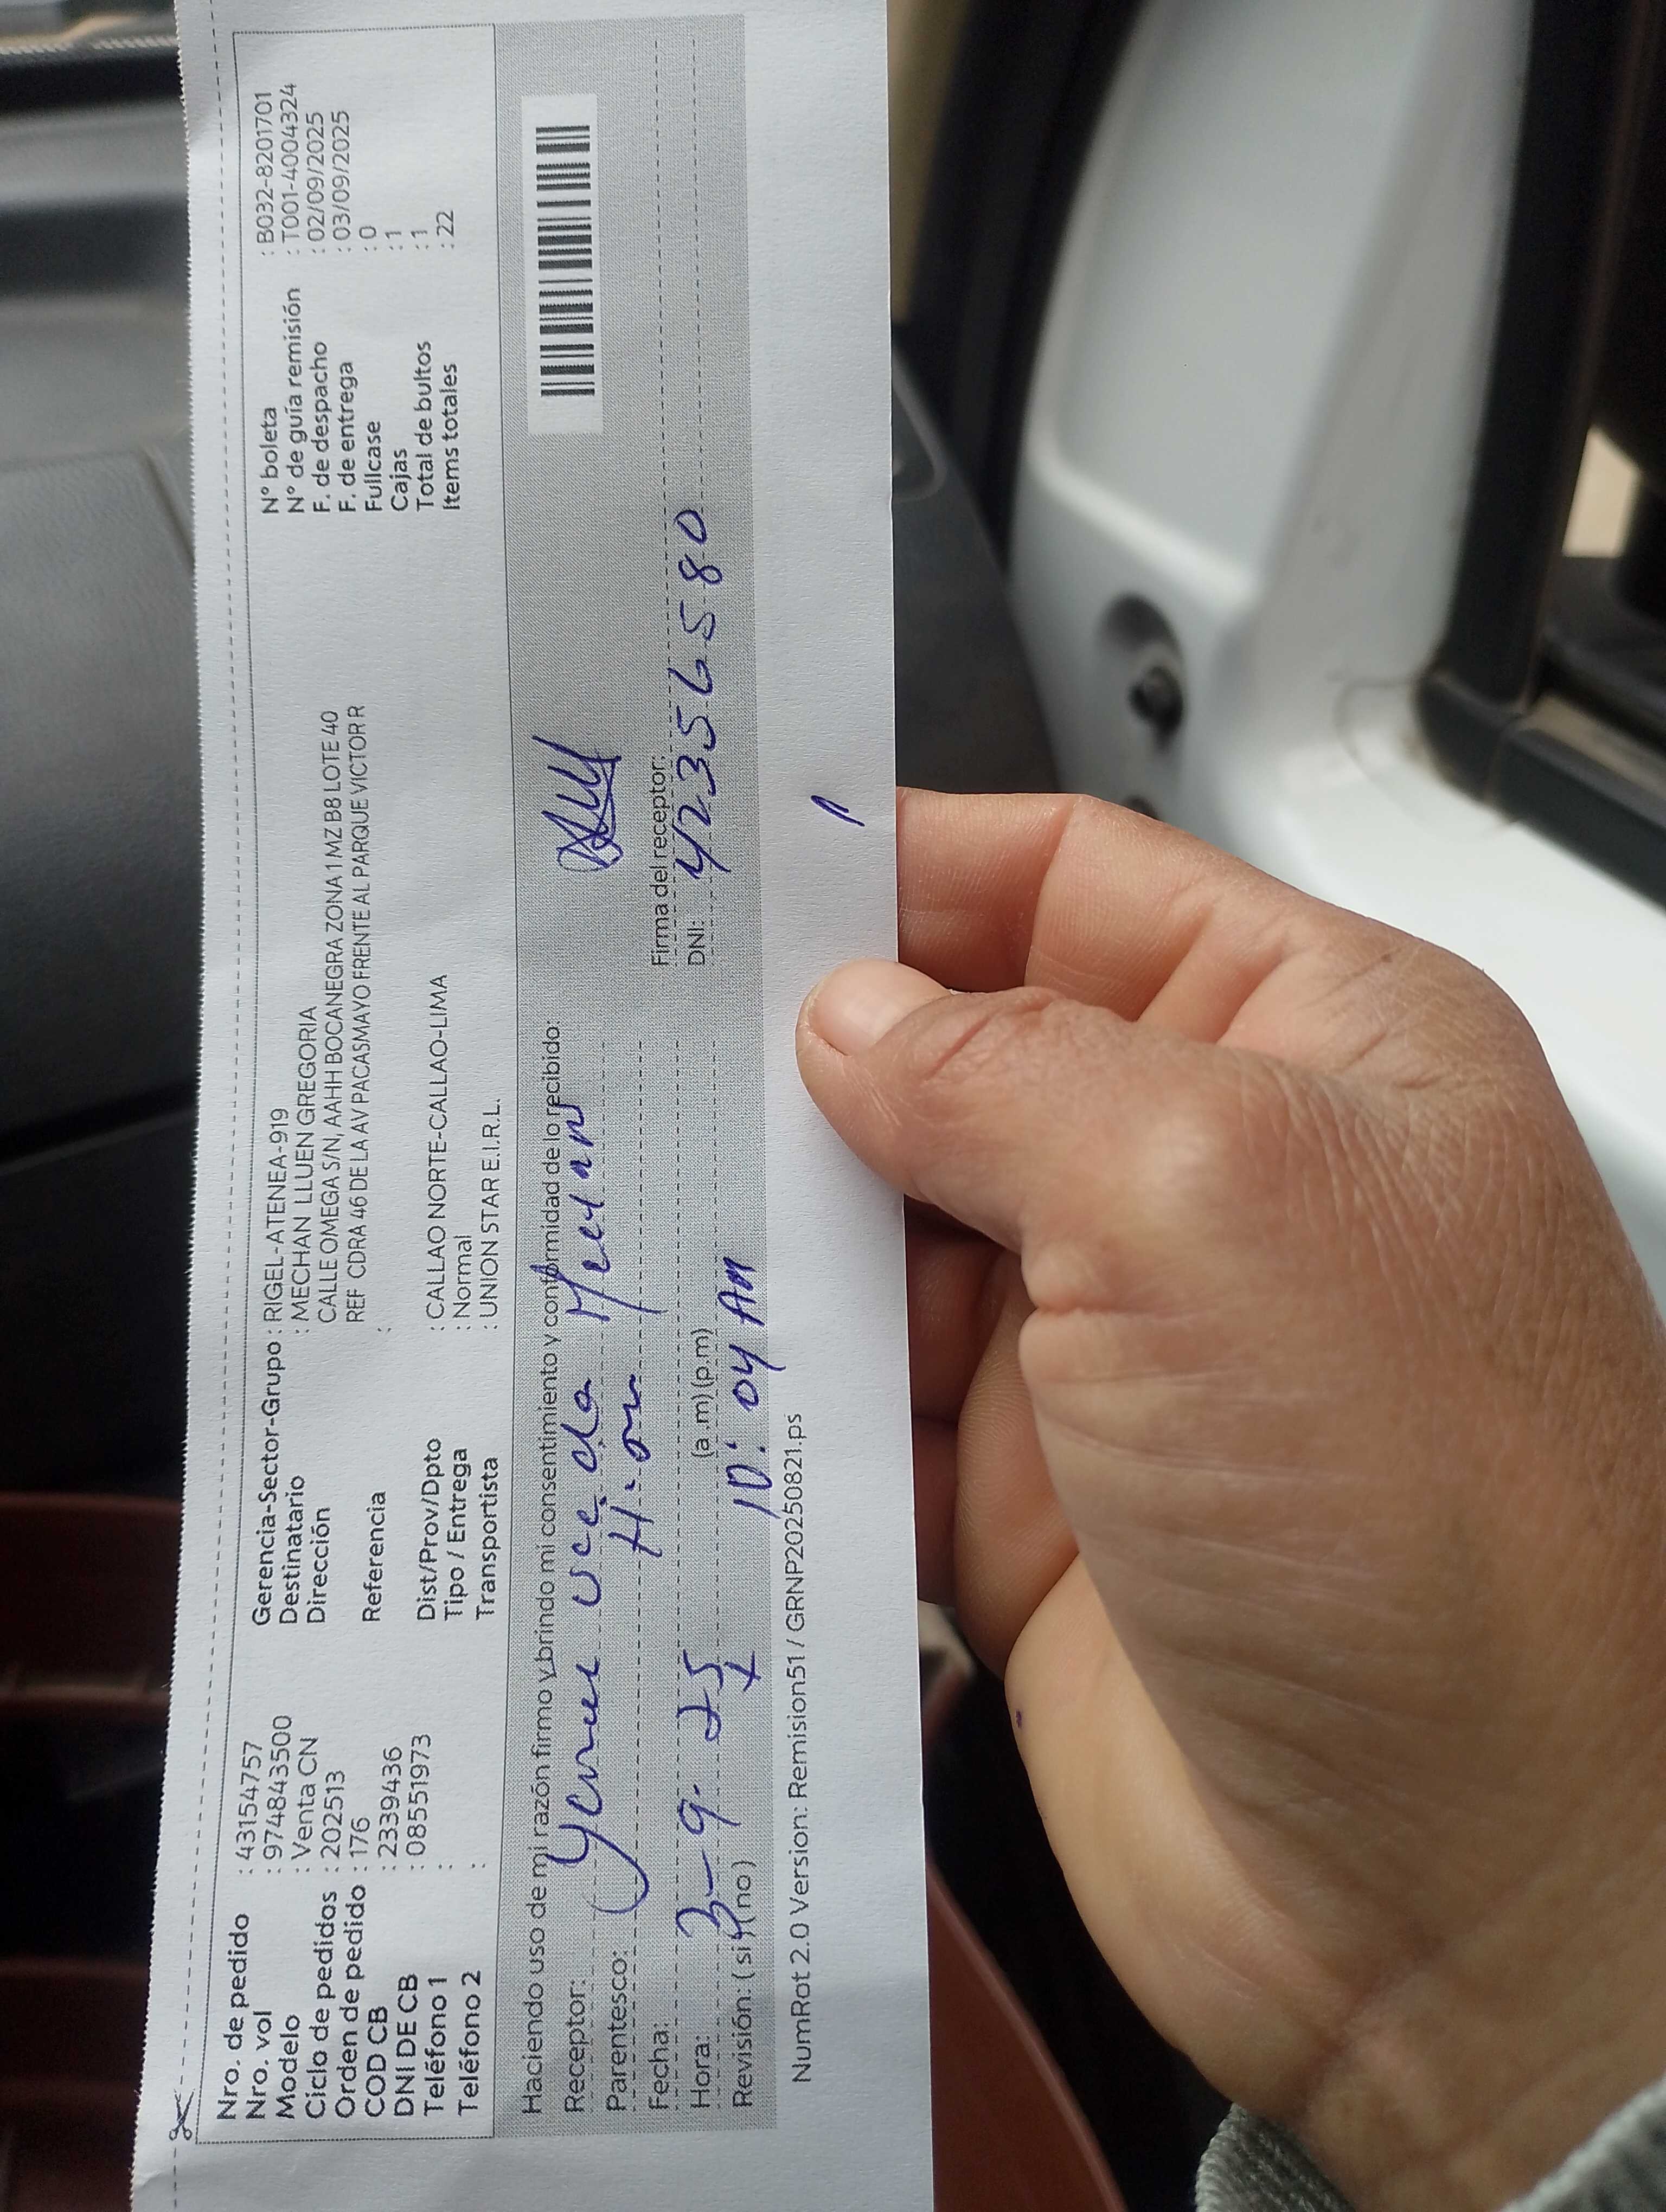 Nro. de pedido : 43154757
Nro. vol : 974843500
Modelo : Venta CN
Ciclo de pedidos : 202513
Orden de pedido : 176
COD CB : 2339436
DNI DE CB : 08551973
Teléfono 1 :
Teléfono 2 :
Gerencia-Sector-Grupo : RIGEL-ATENEA-919
Destinatario : MECHAN LLUEN GREGORIA
Dirección CALLE OMEGA S/N, AAHH BOCANEGRA ZONA 1 MZ B8 LOTE 40
REF CDRA 46 DE LA AV PACASMAYO FRENTE AL PARQUE VICTOR R
Referencia :
Dist/Prov/Dpto : CALLAO NORTE-CALLAO-LIMA
Tipo / Entrega : Normal
Transportista : UNION STAR E.I.R.L.
N° boleta : B032-8201701
N° de guía remisión : T001-4004324
F. de despacho : 02/09/2025
F. de entrega : 03/09/2025
Fullcase : 0
Cajas : 1
Total de bultos : 1
Items totales : 22
Haciendo uso de mi razón firmo y brindo mi consentimiento y conformidad de lo recibido:
Receptor: Mechan
Parentesco:
Fecha: 3-9-25
Hora: (a.m) (p.m) 10:04 AM
Revisión: (si) (no)
Firma del receptor:
DNI: 42356580
NumRot 2.0 Version: Remision51 / GRNP20250821.ps